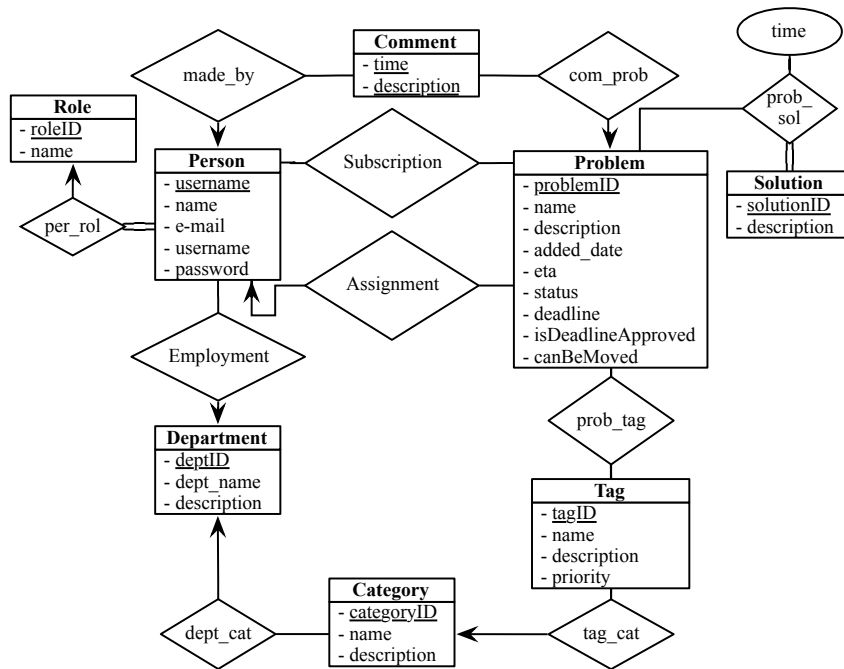 time
Comment
- time
- description
made_by
com_prob
prob_
sol
Role
- roleID
- name
Person
- username
- name
- e-mail
- username
- password
Subscription
Problem
- problemID
- name
- description
- added_date
- eta
- status
- deadline
- isDeadlineApproved
- canBeMoved
Solution
- solutionID
- description
per_rol
Assignment
Employment
prob_tag
Department
- deptID
- dept_name
- description
Tag
- tagID
- name
- description
- priority
Category
- categoryID
- name
- description
dept_cat
tag_cat